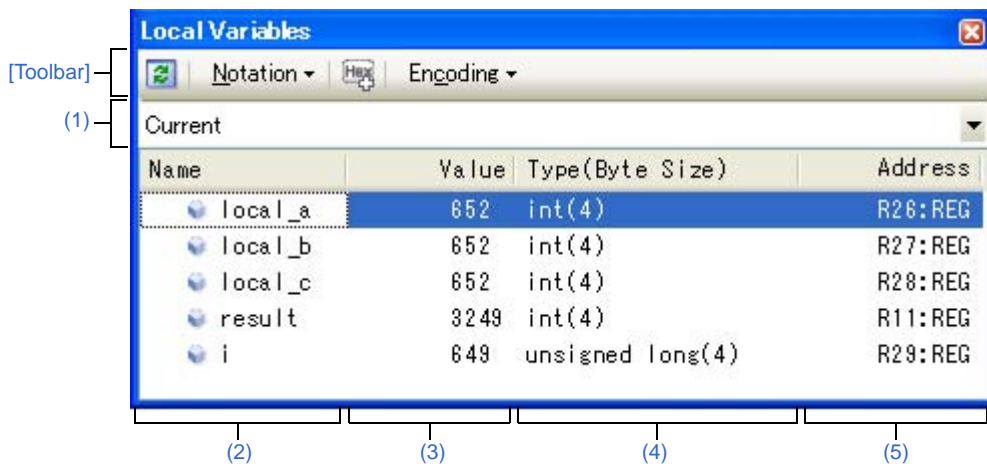 Local Variables
[Toolbar]
Notation
Hex
Encoding
(1)
Current
Name Value Type(Byte Size) Address
local_a 652 int(4) R26:REG
local_b 652 int(4) R27:REG
local_c 652 int(4) R28:REG
result 3249 int(4) R11:REG
i 649 unsigned long(4) R29:REG
(2) (3) (4) (5)